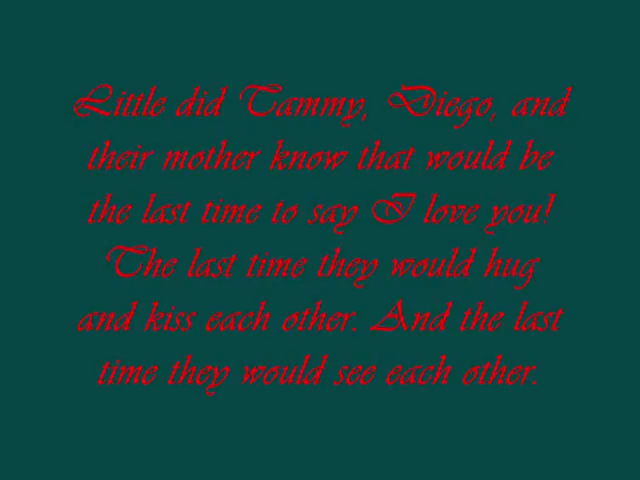 Little did Tammy, Diego, and
their mother know that would be
the last time to say I love you!
The last time they would hug
and kiss each other. And the last
time they would see each other.